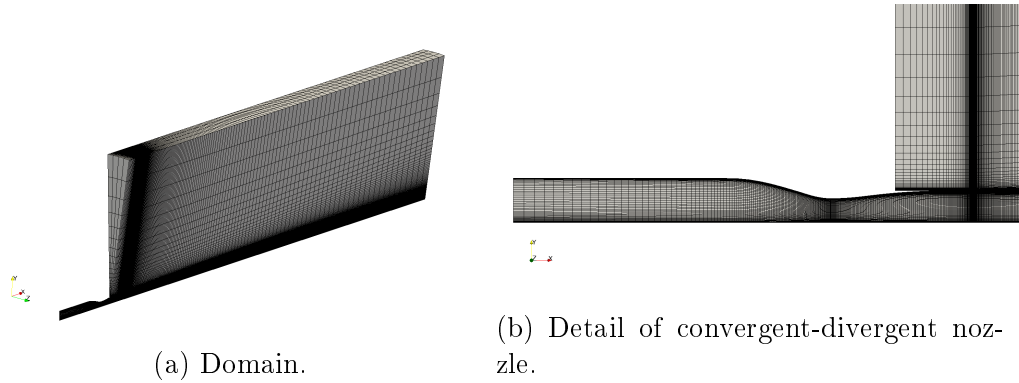 (a) Domain.
(b) Detail of convergent-divergent noz-
zle.